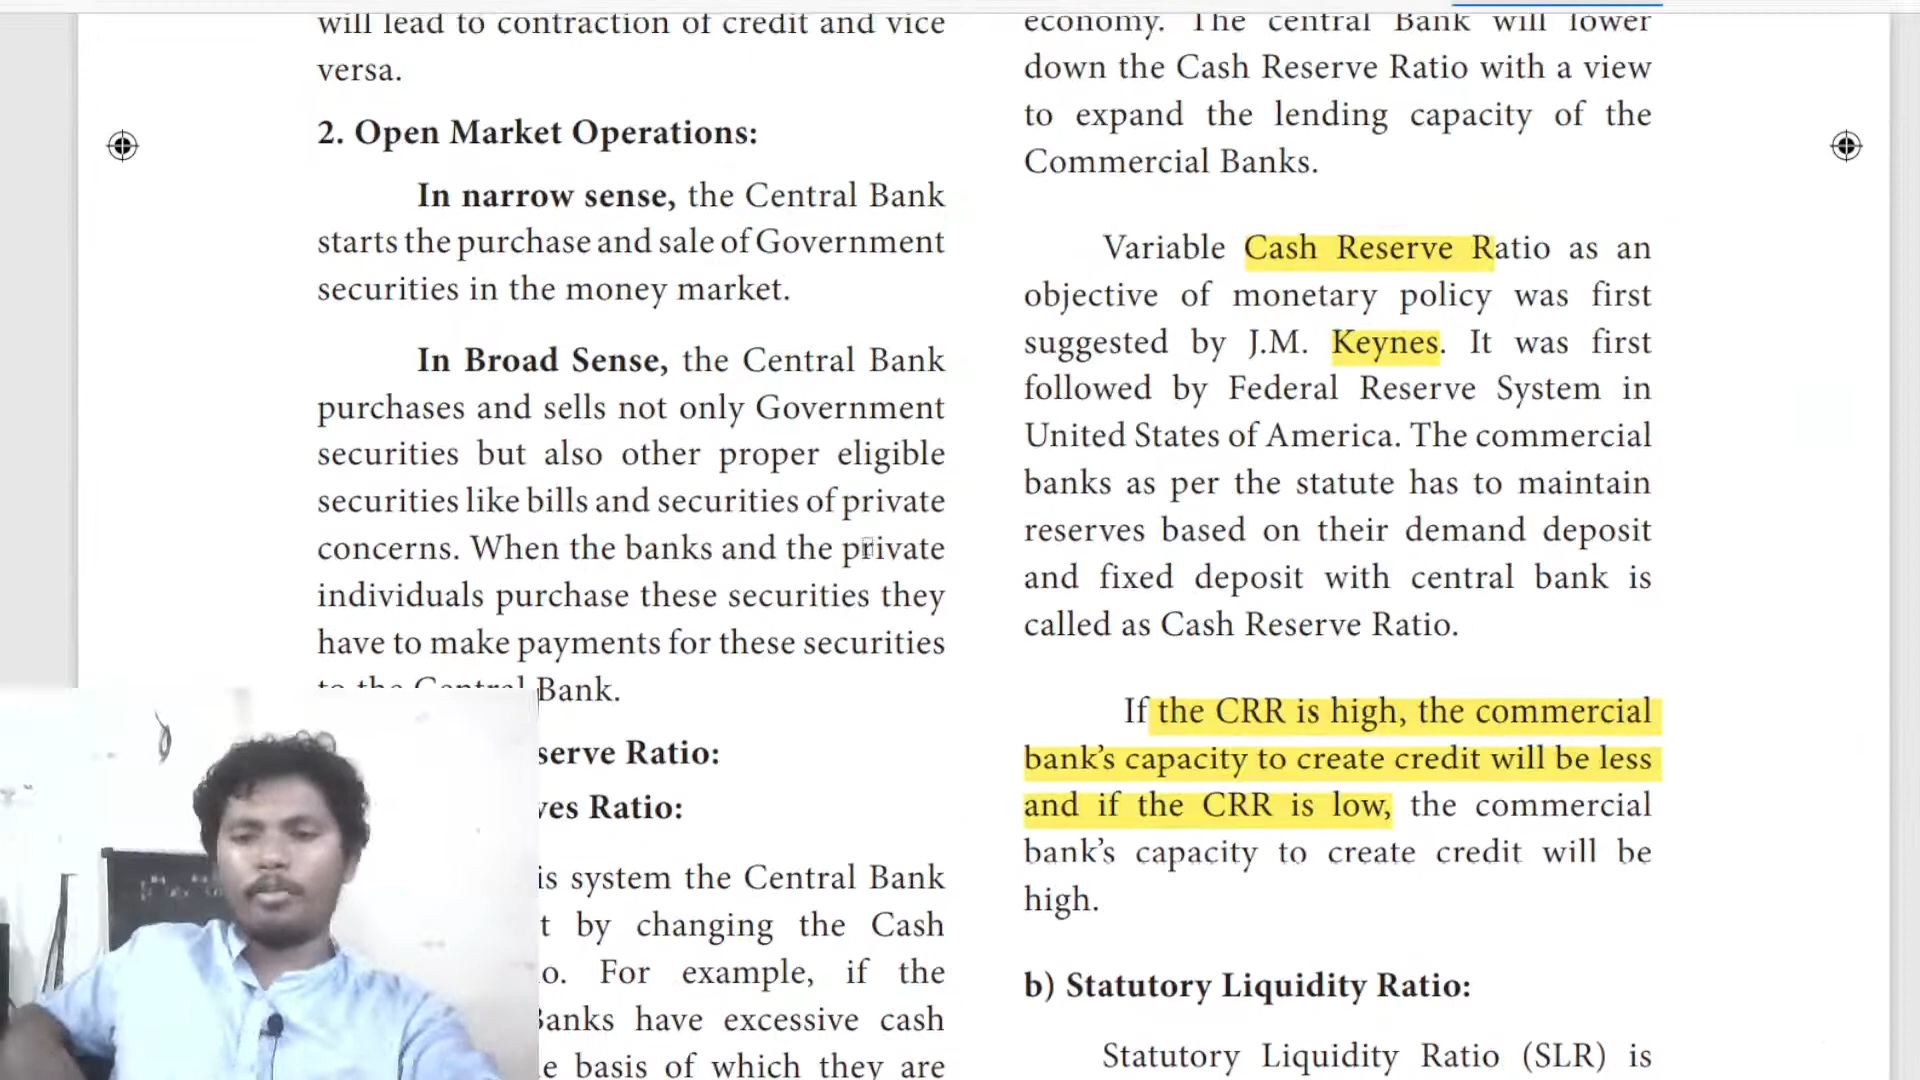 will lead to contraction of credit and vice
versa.
2. Open Market Operations:
In narrow sense, the Central Bank
starts the purchase and sale of Government
securities in the money market.
In Broad Sense, the Central Bank
purchases and sells not only Government
securities but also other proper eligible
securities like bills and securities of private
concerns. When the banks and the private
individuals purchase these securities they
have to make payments for these securities
to the Central Bank.
serve Ratio:
ves Ratio:
is system the Central Bank
t by changing the Cash
o. For example, if the
Banks have excessive cash
e basis of which they are
economy. The central Bank will lower
down the Cash Reserve Ratio with a view
to expand the lending capacity of the
Commercial Banks.
Variable Cash Reserve Ratio as an
objective of monetary policy was first
suggested by J.M. Keynes. It was first
followed by Federal Reserve System in
United States of America. The commercial
banks as per the statute has to maintain
reserves based on their demand deposit
and fixed deposit with central bank is
called as Cash Reserve Ratio.
If the CRR is high, the commercial
bank’s capacity to create credit will be less
and if the CRR is low, the commercial
bank’s capacity to create credit will be
high.
b) Statutory Liquidity Ratio:
Statutory Liquidity Ratio (SLR) is